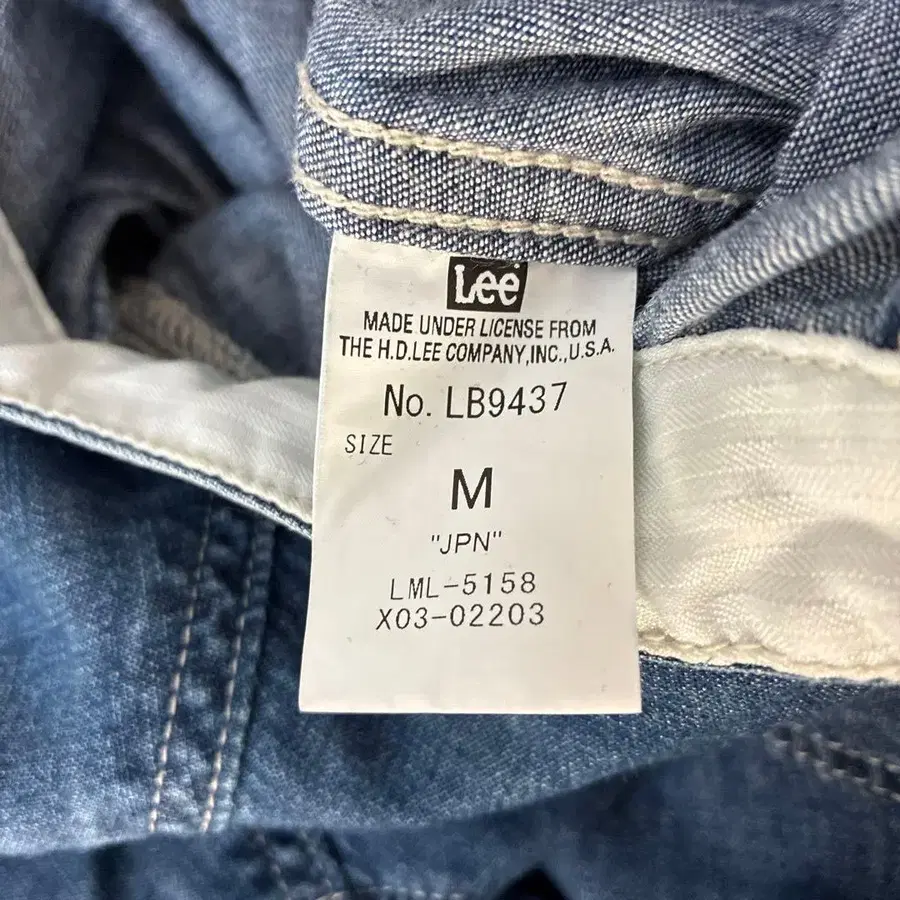 Lee
MADE UNDER LICENSE FROM
THE H.D.LEE COMPANY,INC.,U.S.A.
No. LB9437
SIZE
M
"JPN"
LML-5158
X03-02203
F